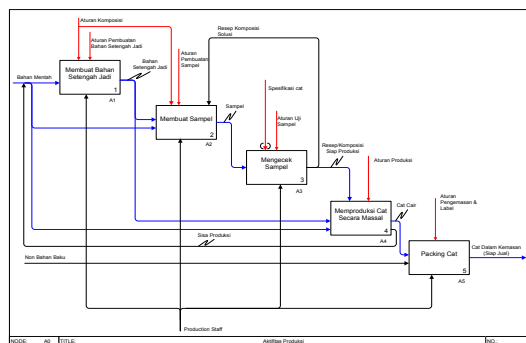 Aturan Komposisi
Aturan Pembuatan
Bahan Setengah Jadi
Bahan
Setengah Jadi
Resep Komposisi
Solusi
Bahan Mentah
Membuat Bahan
Setengah Jadi
1
A1
Aturan
Pembuatan
Sampel
Membuat Sampel
2
A2
Sampel
Spesifikasi cat
Aturan Uji
Sampel
Mengecek
Sampel
3
A3
Resep/Komposisi
Siap Produksi
Aturan Produksi
Memproduksi Cat
Secara Massal
4
A4
Cat Cair
Aturan
Pengemasan &
Label
Sisa Produksi
Non Bahan Baku
Packing Cat
5
A5
Cat Dalam Kemasan
(Siap Jual)
Production Staff
NODE: A0 TITLE: Aktifitas Produksi NO.: